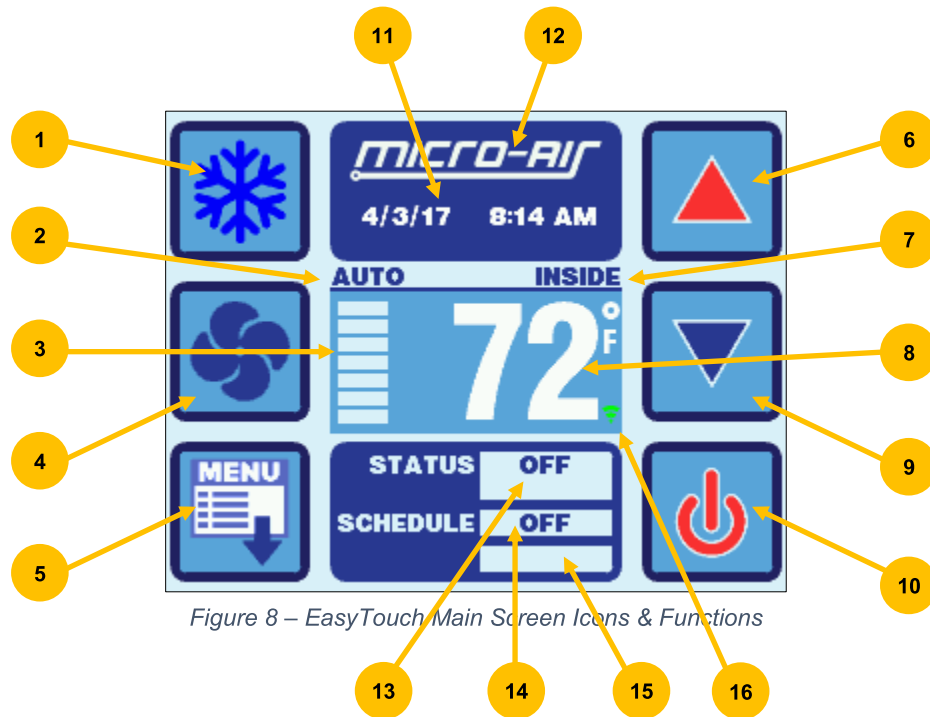 11 12
1 6
MICRO-AIR
4/3/17 8:14 AM
2 7
AUTO INSIDE
3 72°F 8
4 9
MENU
STATUS OFF
SCHEDULE OFF
5 10
Figure 8 – EasyTouch Main Screen Icons & Functions
13 14 15 16